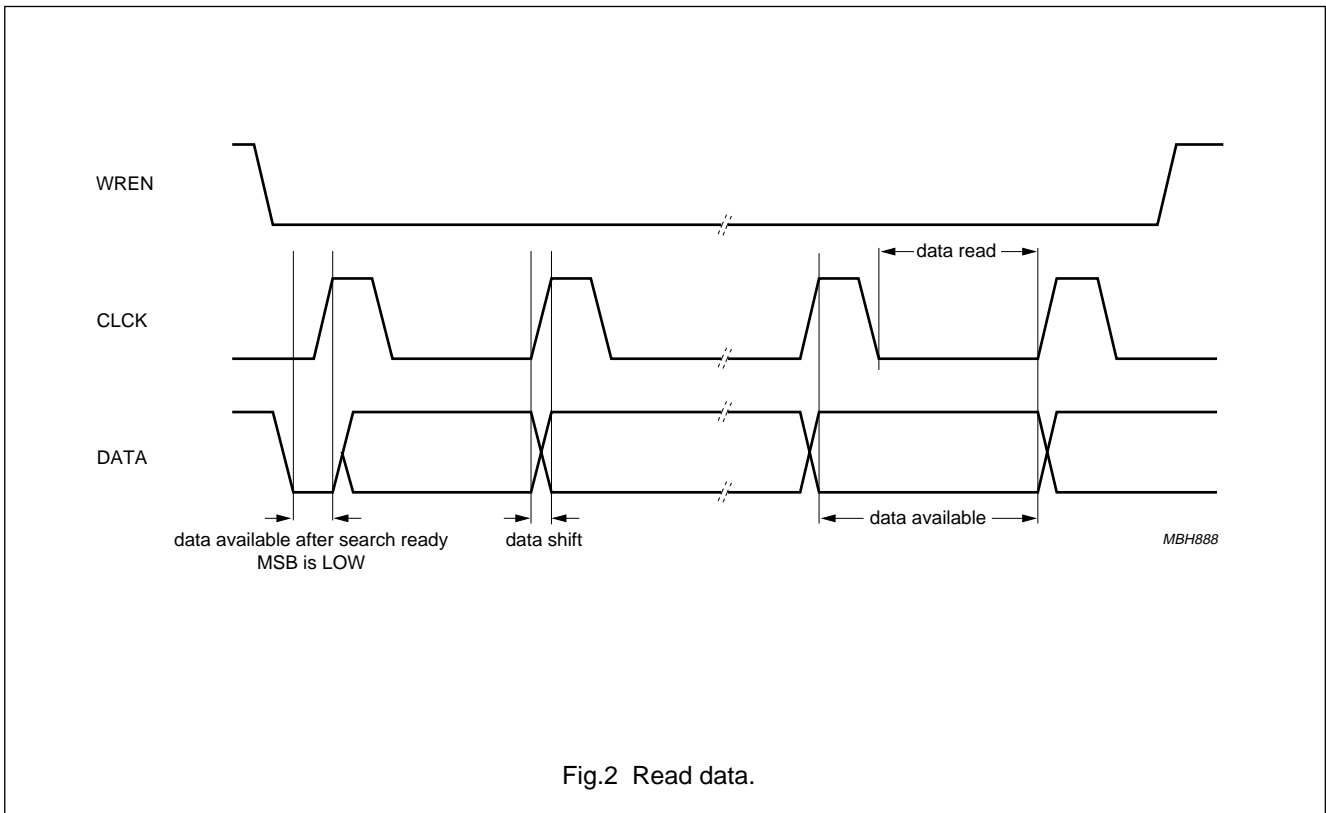 WREN
data read
CLCK
DATA
data available after search ready
MSB is LOW
data shift
data available
MBH888
Fig.2 Read data.